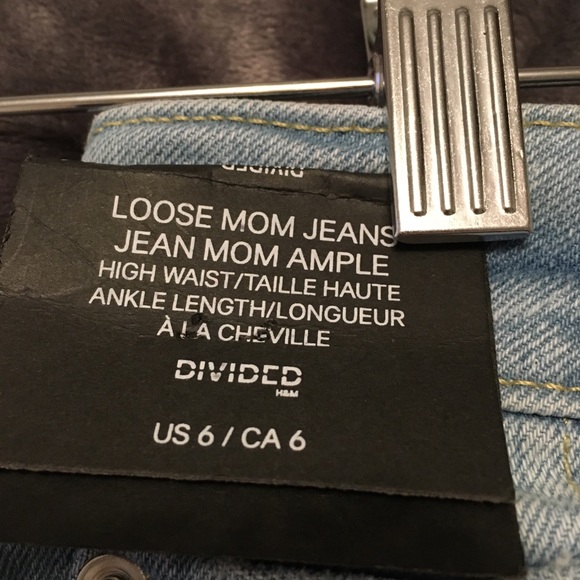 DIVIDED
LOOSE MOM JEANS
JEAN MOM AMPLE
HIGH WAIST/TAILLE HAUTE
ANKLE LENGTH/LONGUEUR
À LA CHEVILLE
DIVIDED
H&M
US 6 / CA 6